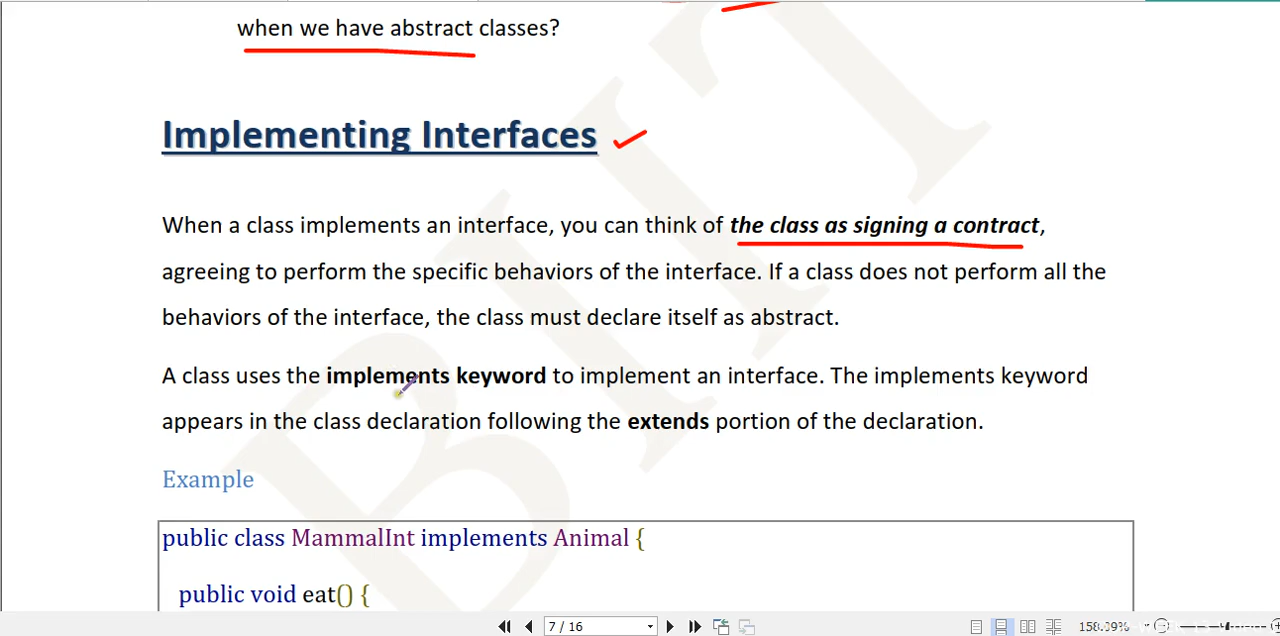 when we have abstract classes?
Implementing Interfaces
When a class implements an interface, you can think of the class as signing a contract,
agreeing to perform the specific behaviors of the interface. If a class does not perform all the
behaviors of the interface, the class must declare itself as abstract.
A class uses the implements keyword to implement an interface. The implements keyword
appears in the class declaration following the extends portion of the declaration.
Example
public class MammalInt implements Animal {
public void eat() {
BIIT
7 / 16